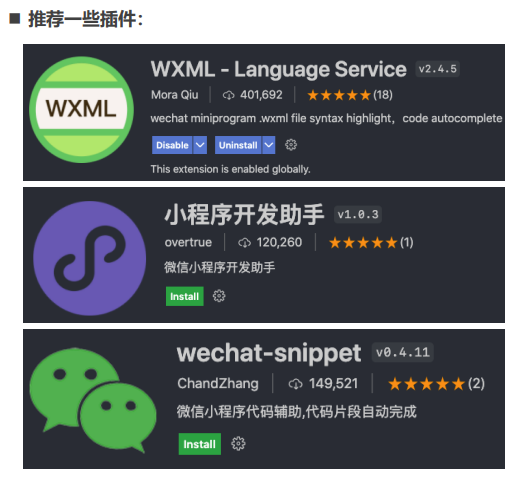 推荐一些插件：
WXML
WXML - Language Service v2.4.5
Mora Qiu 401,692 ★★★★★(18)
wechat miniprogram .wxml file syntax highlight，code autocomplete
Disable Uninstall
This extension is enabled globally.
小程序开发助手 v1.0.3
overtrue 120,260 ★★★★★(1)
微信小程序开发助手
Install
wechat-snippet v0.4.11
ChandZhang 149,521 ★★★★★(2)
微信小程序代码辅助,代码片段自动完成
Install